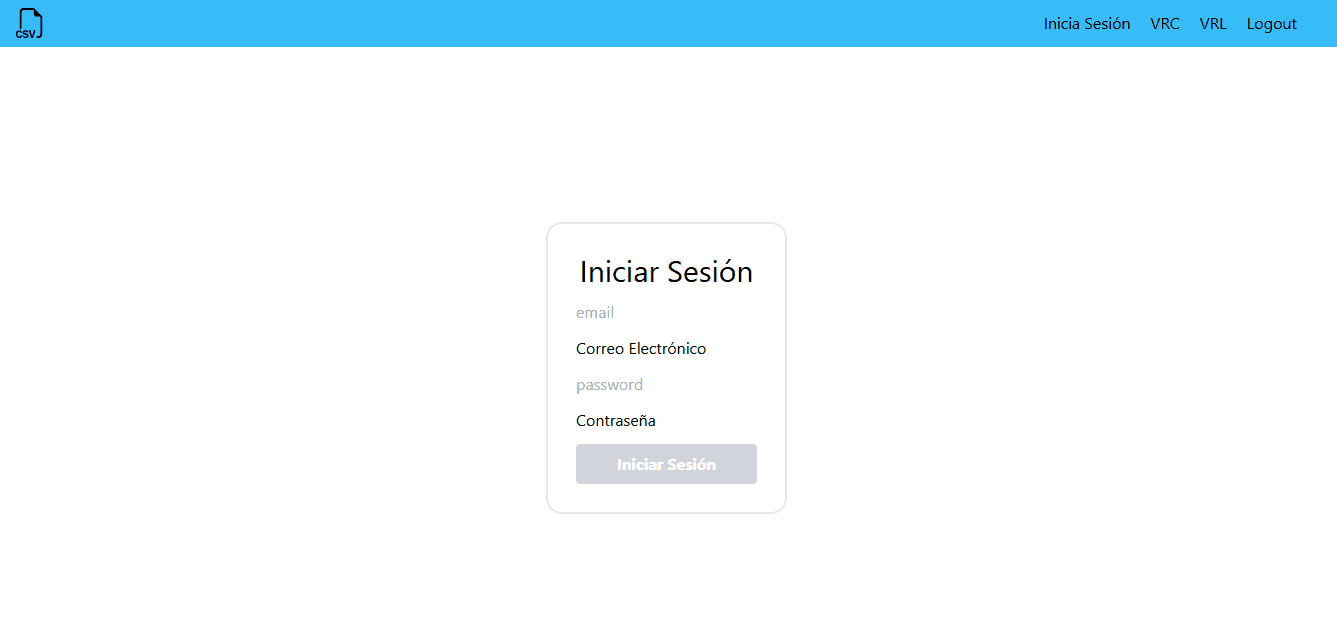 CSV
Inicia Sesión VRC VRL Logout
Iniciar Sesión
email
Correo Electrónico
password
Contraseña
Iniciar Sesión